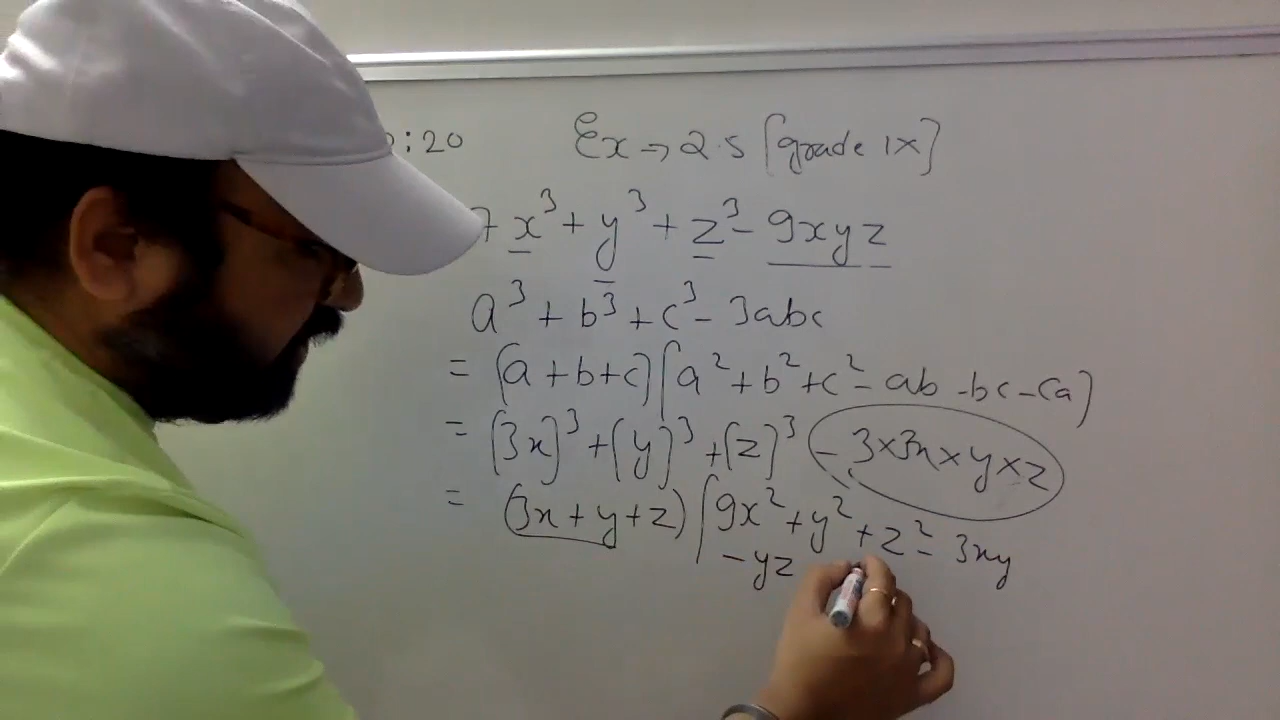 :20 Ex → 2.5 [grade IX]
7x³ + y³ + z³ - 9xyz
a³ + b³ + c³ - 3abc
= (a + b + c) [a² + b² + c² - ab - bc - ca)
= (3x)³ + (y)³ + (z)³ - 3×3x×y×z
= (3x + y + z) [9x² + y² + z² - 3xy
- yz